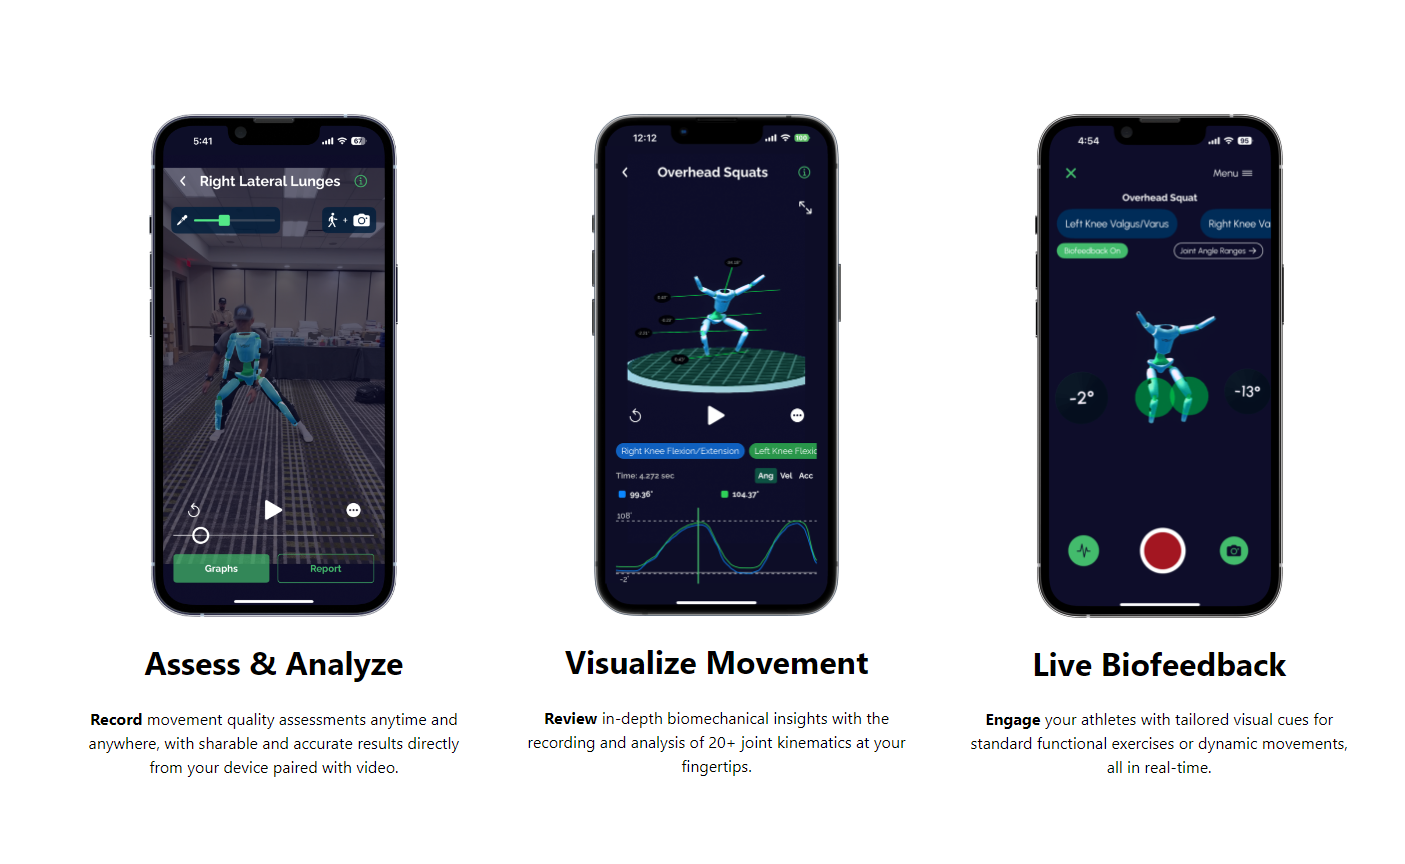 5:41
67
Right Lateral Lunges
+
Graphs
Report
Assess & Analyze
Record movement quality assessments anytime and
anywhere, with sharable and accurate results directly
from your device paired with video.
12:12
100
Overhead Squats
Right Knee Flexion/Extension
Left Knee Flexic
Time: 4.272 sec
Ang Vel Acc
99.36°
104.37°
108°
-2°
Visualize Movement
Review in-depth biomechanical insights with the
recording and analysis of 20+ joint kinematics at your
fingertips.
4:54
95
Menu
Overhead Squat
Left Knee Valgus/Varus
Right Knee Va
Biofeedback On
Joint Angle Ranges →
-2°
-13°
Live Biofeedback
Engage your athletes with tailored visual cues for
standard functional exercises or dynamic movements,
all in real-time.